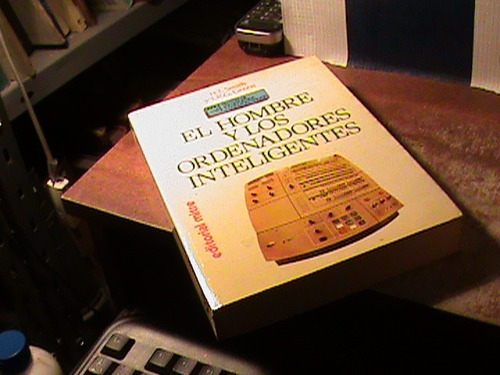 EL HOMBRE
Y LOS
ORDENADORES
INTELIGENTES
editorial mitre